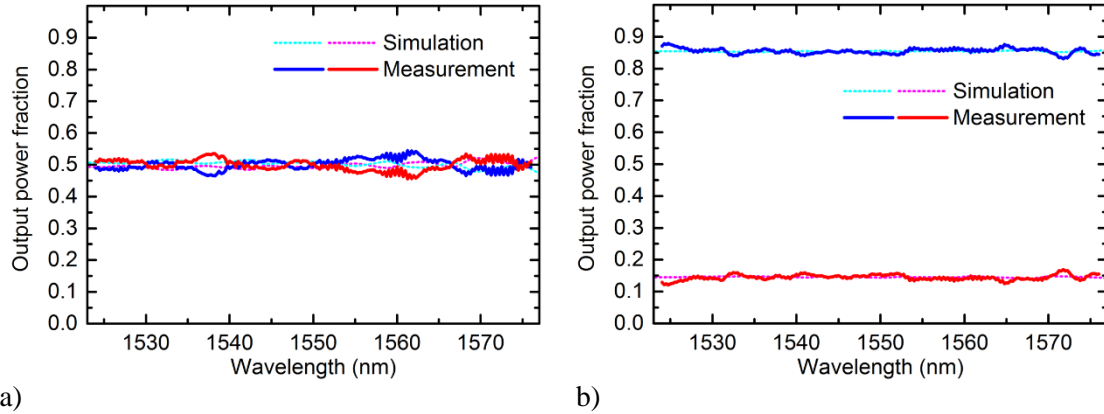 0.9
0.8
0.7
0.6
0.5
0.4
0.3
0.2
0.1
0.0
Output power fraction
Simulation
Measurement
1530 1540 1550 1560 1570
Wavelength (nm)
a)
0.9
0.8
0.7
0.6
0.5
0.4
0.3
0.2
0.1
0.0
Output power fraction
Simulation
Measurement
1530 1540 1550 1560 1570
Wavelength (nm)
b)